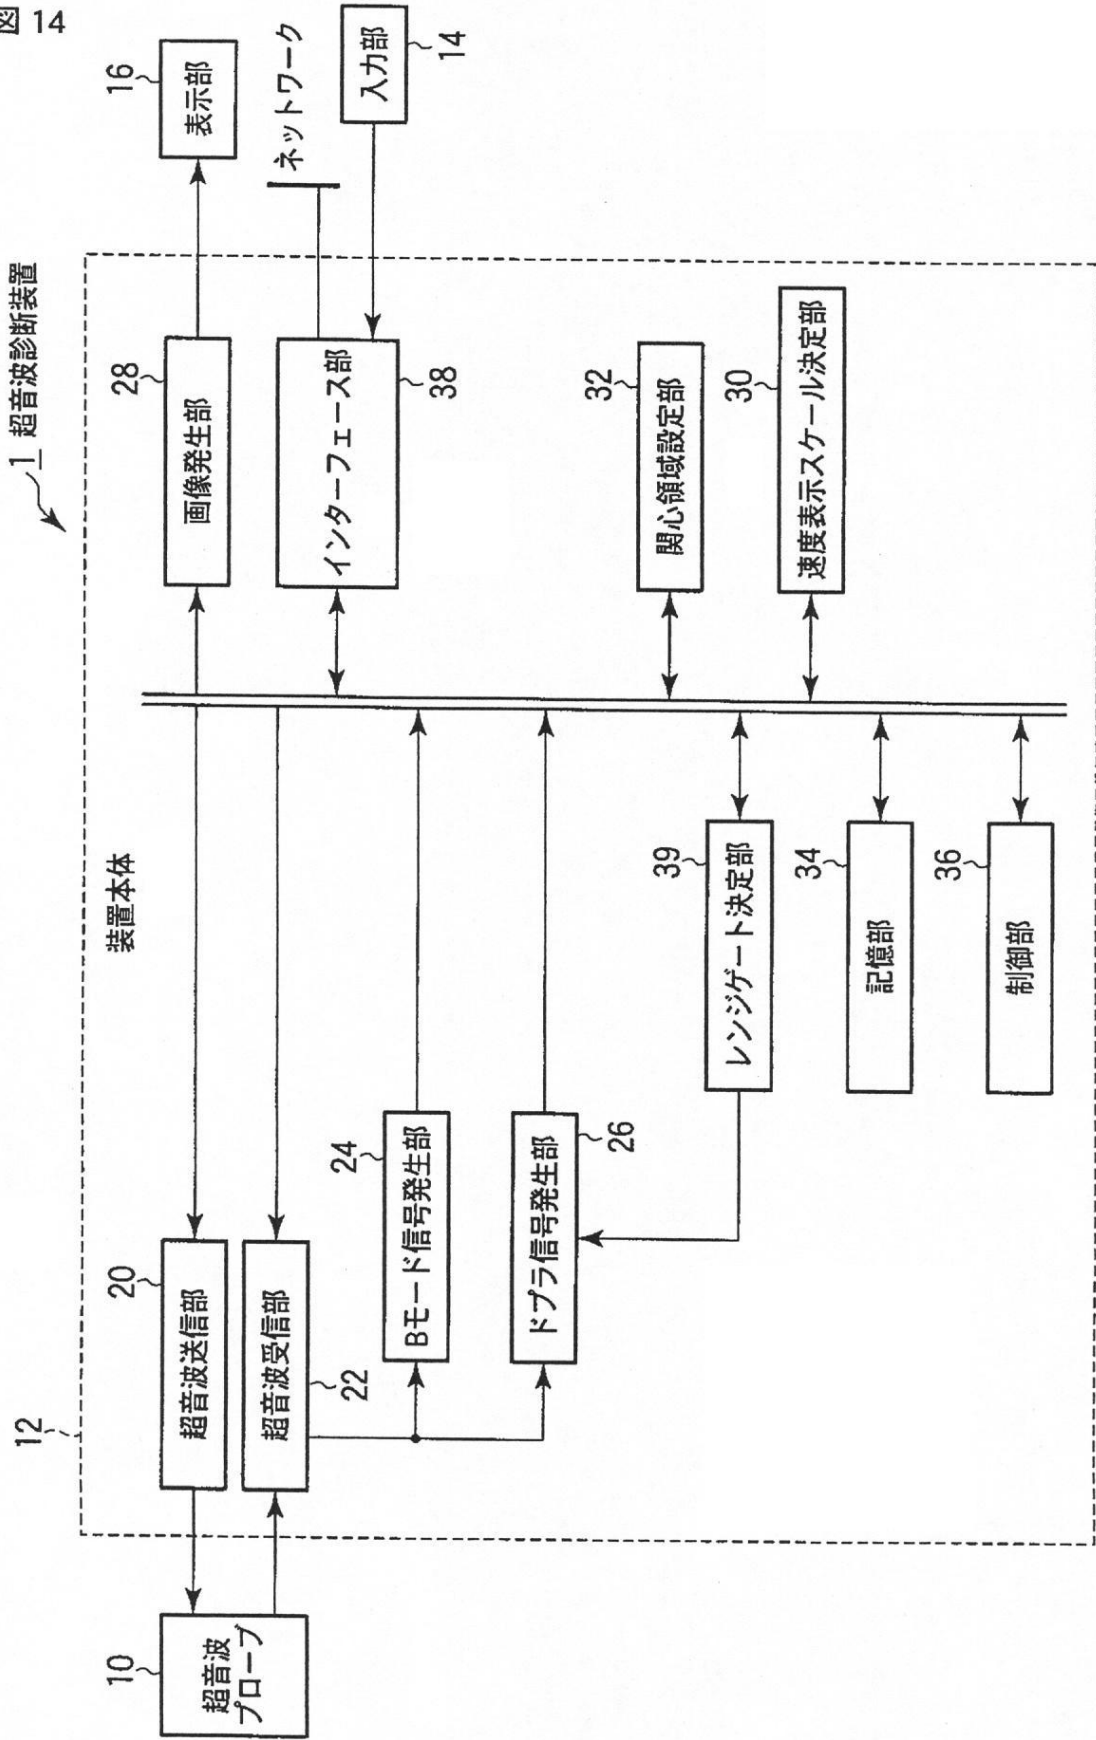 図 14
1 超音波診断装置
12
装置本体
10
超音波
プローブ
20
超音波送信部
超音波受信部
22
24
Bモード信号発生部
ドプラ信号発生部
26
28
画像発生部
16
表示部
ネットワーク
インターフェース部
38
入力部
14
32
関心領域設定部
30
速度表示スケール決定部
39
レンジゲート決定部
34
記憶部
36
制御部